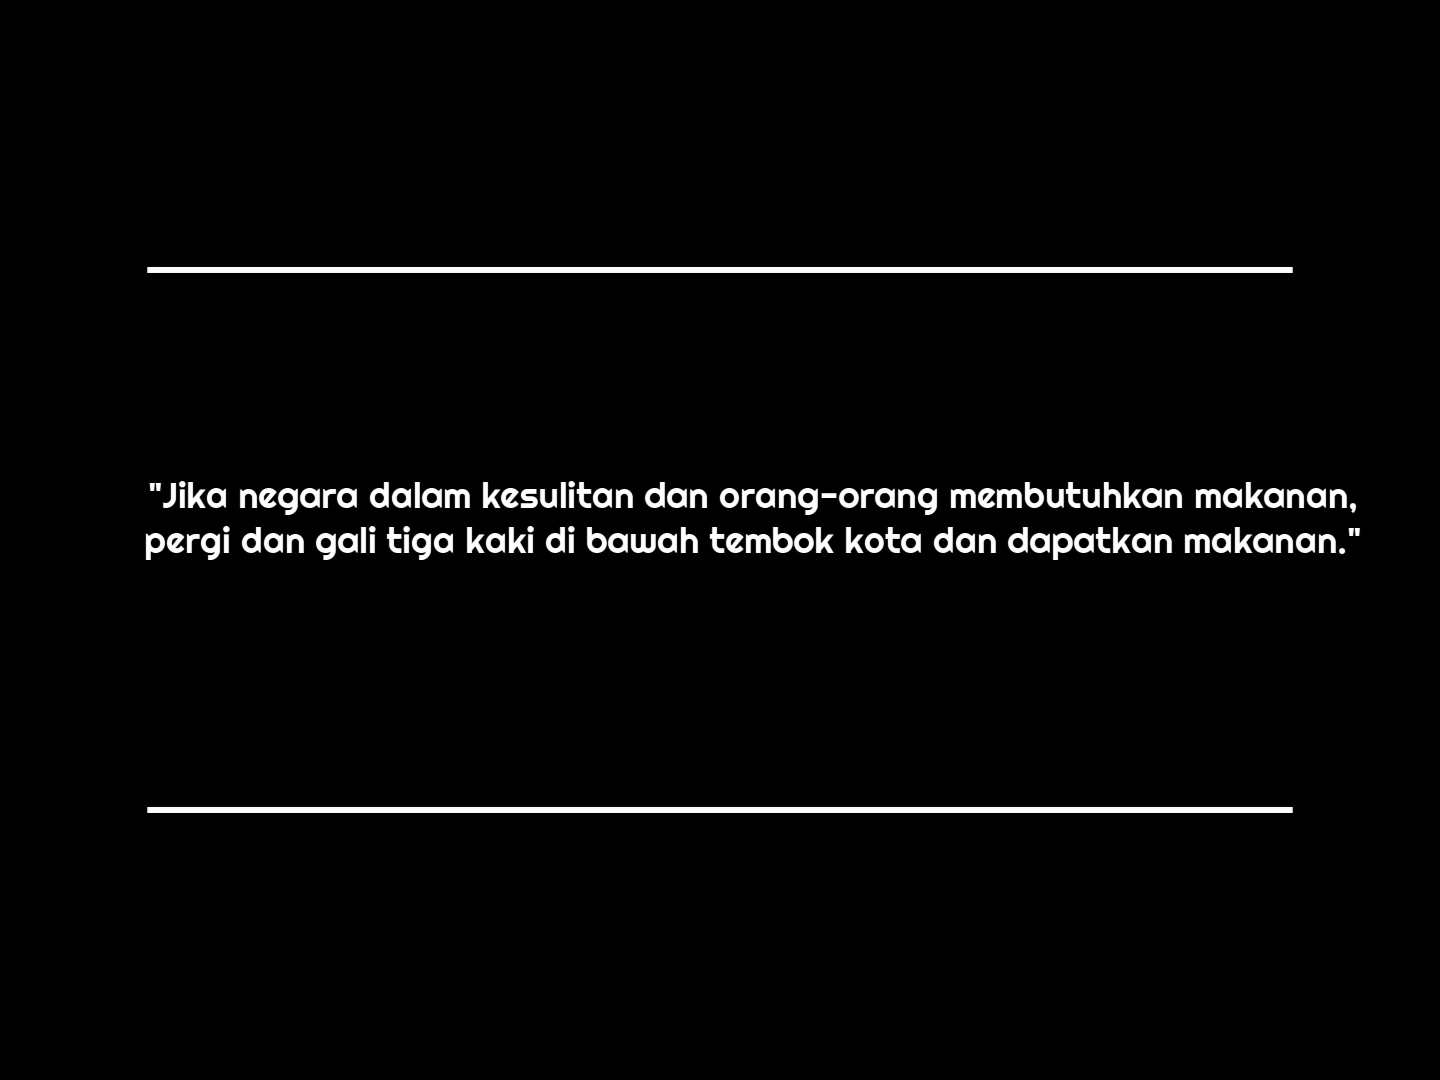 "Jika negara dalam kesulitan dan orang-orang membutuhkan makanan,
pergi dan gali tiga kaki di bawah tembok kota dan dapatkan makanan."